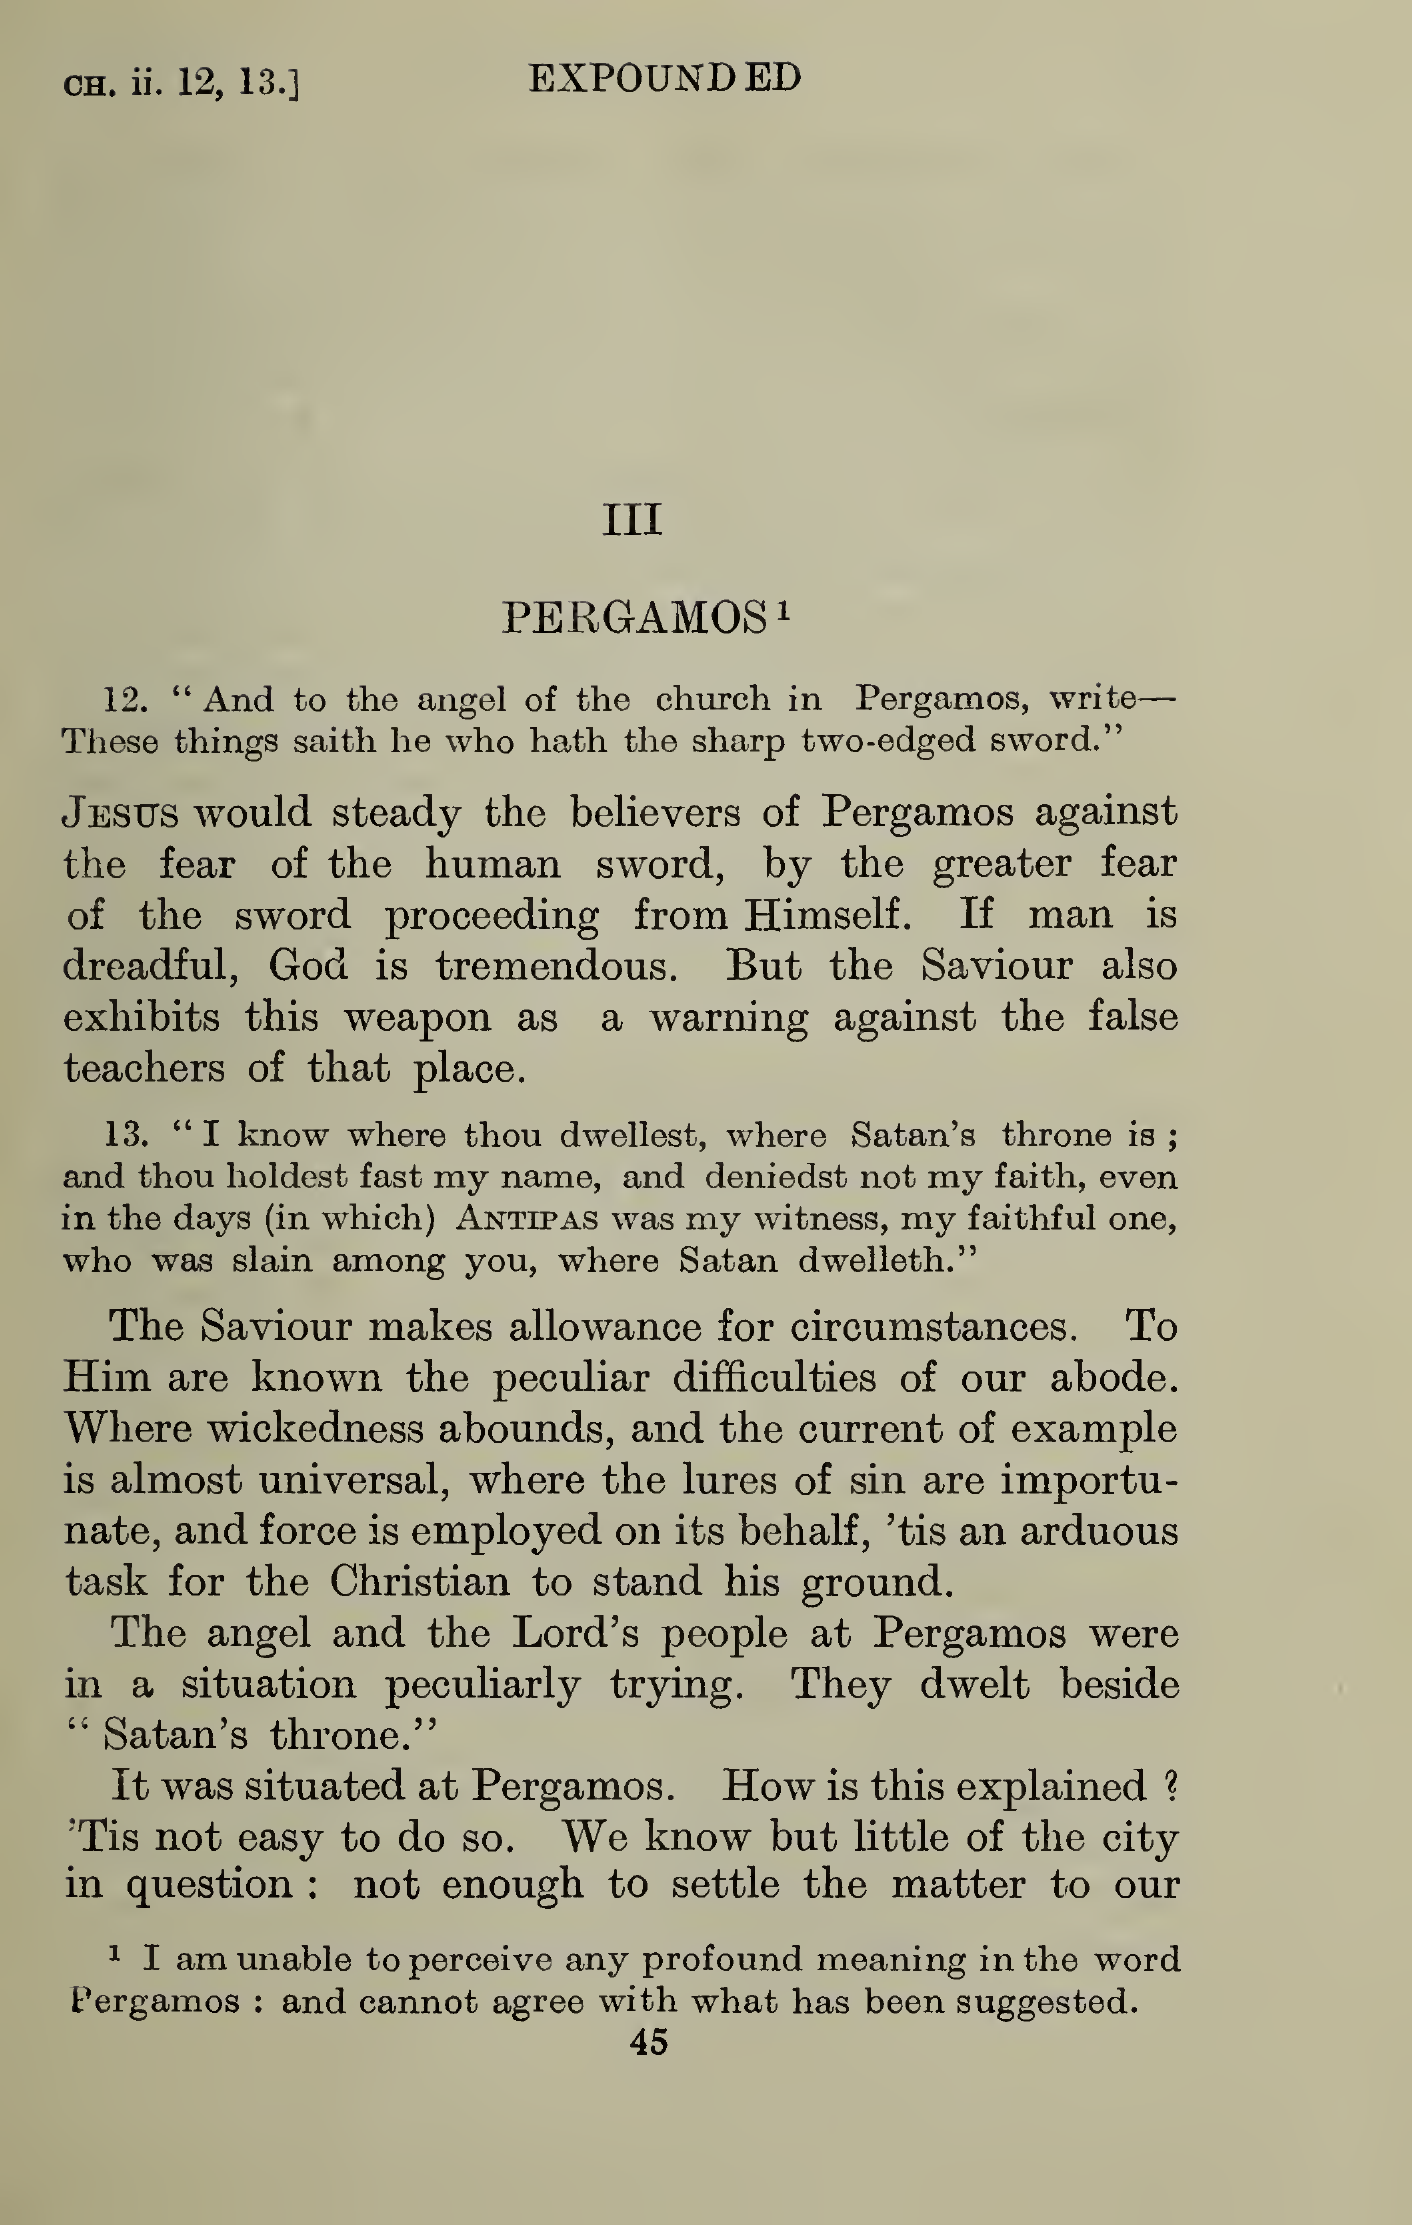 CH. ii. 12, 13.] EXPOUNDED
III
PERGAMOS ¹
12. “ And to the angel of the church in Pergamos, write—
These things saith he who hath the sharp two-edged sword.”
JESUS would steady the believers of Pergamos against
the fear of the human sword, by the greater fear
of the sword proceeding from Himself. If man is
dreadful, God is tremendous. But the Saviour also
exhibits this weapon as a warning against the false
teachers of that place.
13. “ I know where thou dwellest, where Satan’s throne is ;
and thou holdest fast my name, and deniedst not my faith, even
in the days (in which) ANTIPAS was my witness, my faithful one,
who was slain among you, where Satan dwelleth.”
The Saviour makes allowance for circumstances. To
Him are known the peculiar difficulties of our abode.
Where wickedness abounds, and the current of example
is almost universal, where the lures of sin are importu-
nate, and force is employed on its behalf, ’tis an arduous
task for the Christian to stand his ground.
The angel and the Lord’s people at Pergamos were
in a situation peculiarly trying. They dwelt beside
“ Satan’s throne.”
It was situated at Pergamos. How is this explained ?
’Tis not easy to do so. We know but little of the city
in question : not enough to settle the matter to our
¹ I am unable to perceive any profound meaning in the word
Pergamos : and cannot agree with what has been suggested.
45